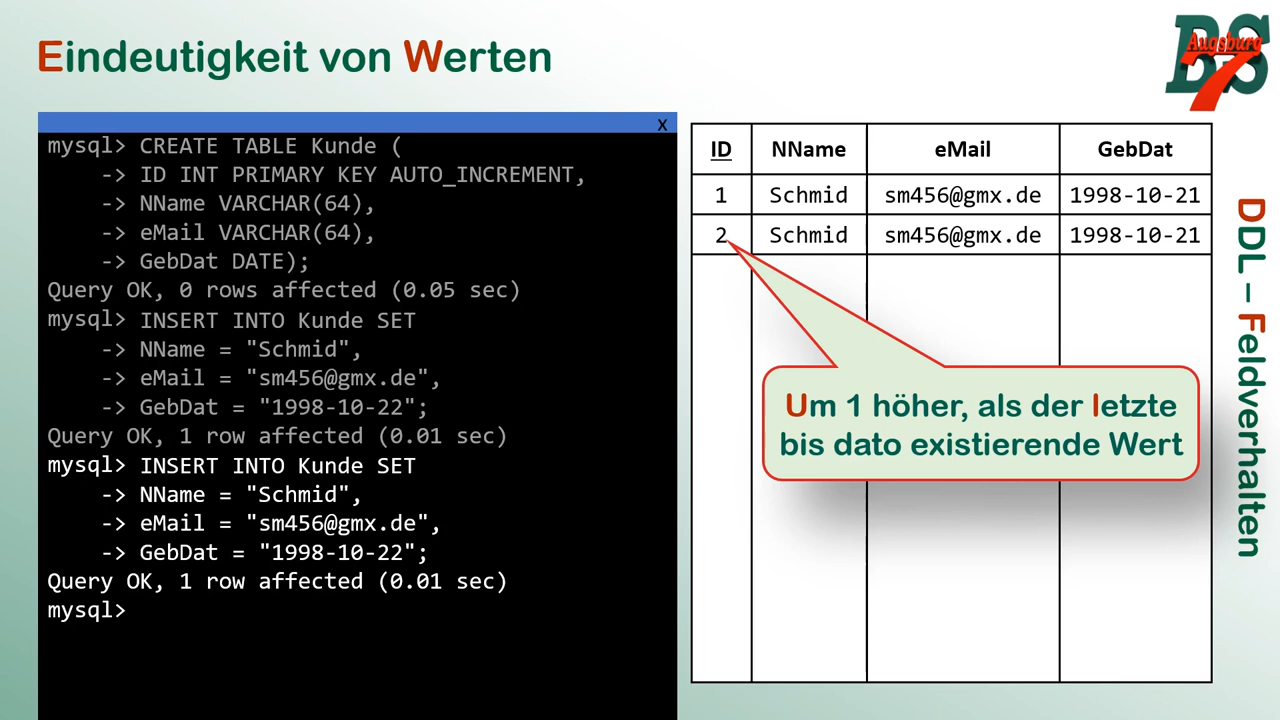 Eindeutigkeit von Werten
BS
Augsburg
7
x
mysql> CREATE TABLE Kunde (
-> ID INT PRIMARY KEY AUTO_INCREMENT,
-> NName VARCHAR(64),
-> eMail VARCHAR(64),
-> GebDat DATE);
Query OK, 0 rows affected (0.05 sec)
mysql> INSERT INTO Kunde SET
-> NName = "Schmid",
-> eMail = "sm456@gmx.de",
-> GebDat = "1998-10-22";
Query OK, 1 row affected (0.01 sec)
mysql> INSERT INTO Kunde SET
-> NName = "Schmid",
-> eMail = "sm456@gmx.de",
-> GebDat = "1998-10-22";
Query OK, 1 row affected (0.01 sec)
mysql>
ID NName eMail GebDat
1 Schmid sm456@gmx.de 1998-10-21
2 Schmid sm456@gmx.de 1998-10-21
Um 1 höher, als der letzte
bis dato existierende Wert
DDL – Feldverhalten